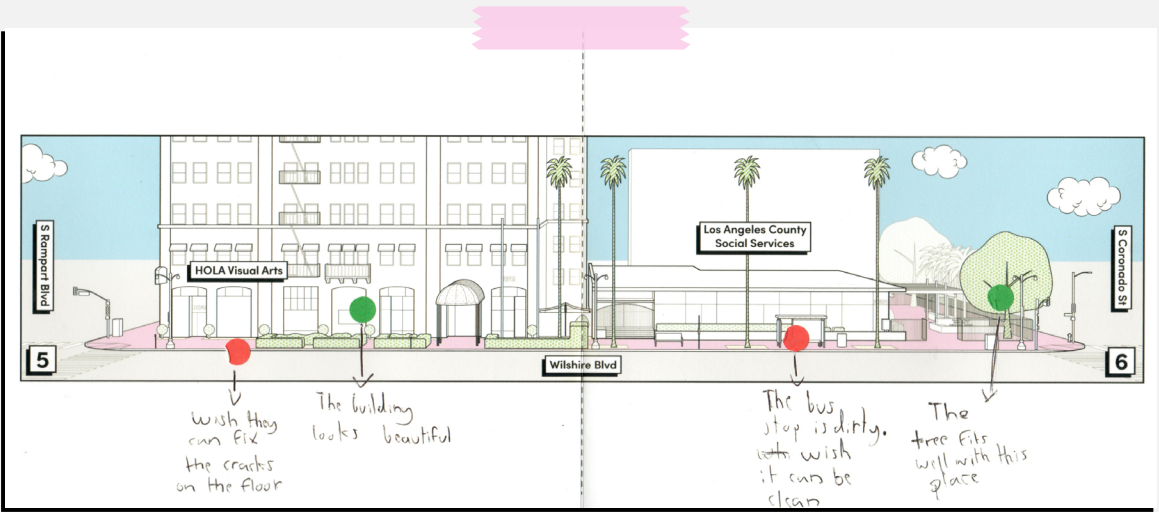 S Rampart Blvd
HOLA Visual Arts
Los Angeles County
Social Services
S Coronado St
5
Wilshire Blvd
6
Wish they
can fix
the cracks
on the floor
The building
looks beautiful
The bus
stop is dirty.
wish
it can be
clean
The
tree fits
well with this
place